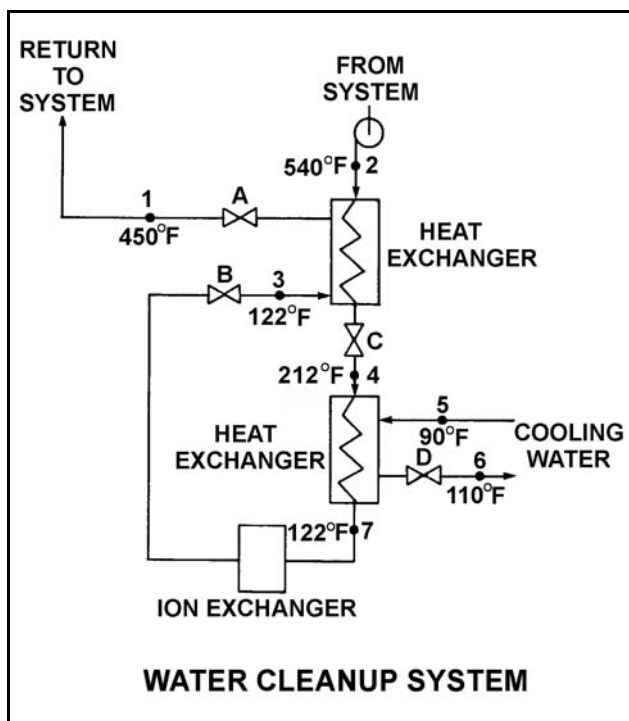 RETURN
TO
SYSTEM
FROM
SYSTEM
540°F 2
1
A
450°F
HEAT
EXCHANGER
B
3
122°F
C
212°F 4
HEAT
EXCHANGER
5
90°F
COOLING
WATER
D
6
110°F
122°F 7
ION EXCHANGER
WATER CLEANUP SYSTEM